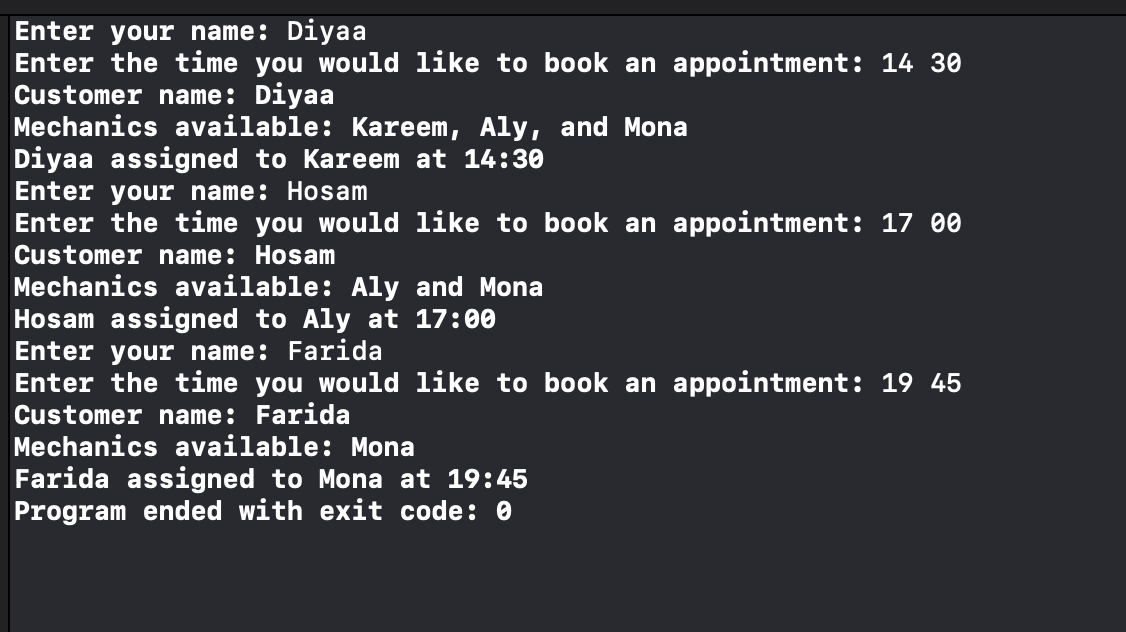 Enter your name: Diyaa
Enter the time you would like to book an appointment: 14 30
Customer name: Diyaa
Mechanics available: Kareem, Aly, and Mona
Diyaa assigned to Kareem at 14:30
Enter your name: Hosam
Enter the time you would like to book an appointment: 17 00
Customer name: Hosam
Mechanics available: Aly and Mona
Hosam assigned to Aly at 17:00
Enter your name: Farida
Enter the time you would like to book an appointment: 19 45
Customer name: Farida
Mechanics available: Mona
Farida assigned to Mona at 19:45
Program ended with exit code: 0